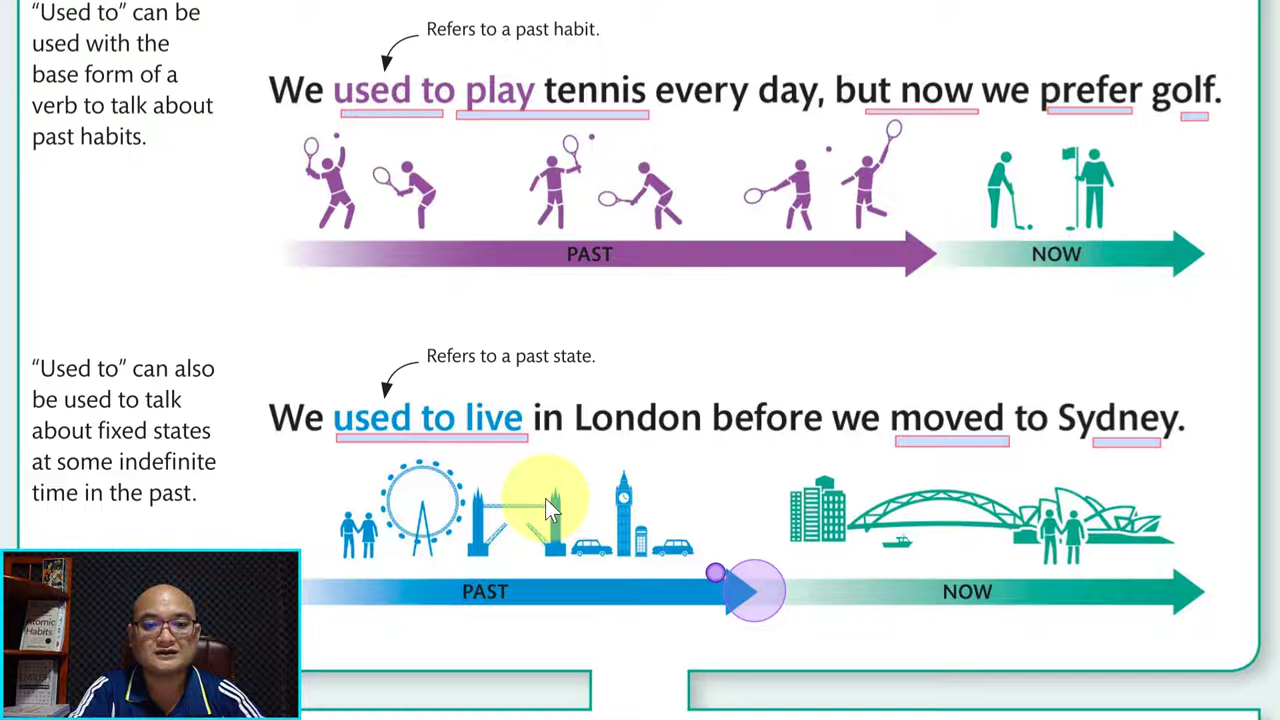 “Used to” can be
used with the
base form of a
verb to talk about
past habits.
Refers to a past habit.
We used to play tennis every day, but now we prefer golf.
PAST
NOW
“Used to” can also
be used to talk
about fixed states
at some indefinite
time in the past.
Refers to a past state.
We used to live in London before we moved to Sydney.
PAST
NOW
Atomic
Habits
ENGLISH